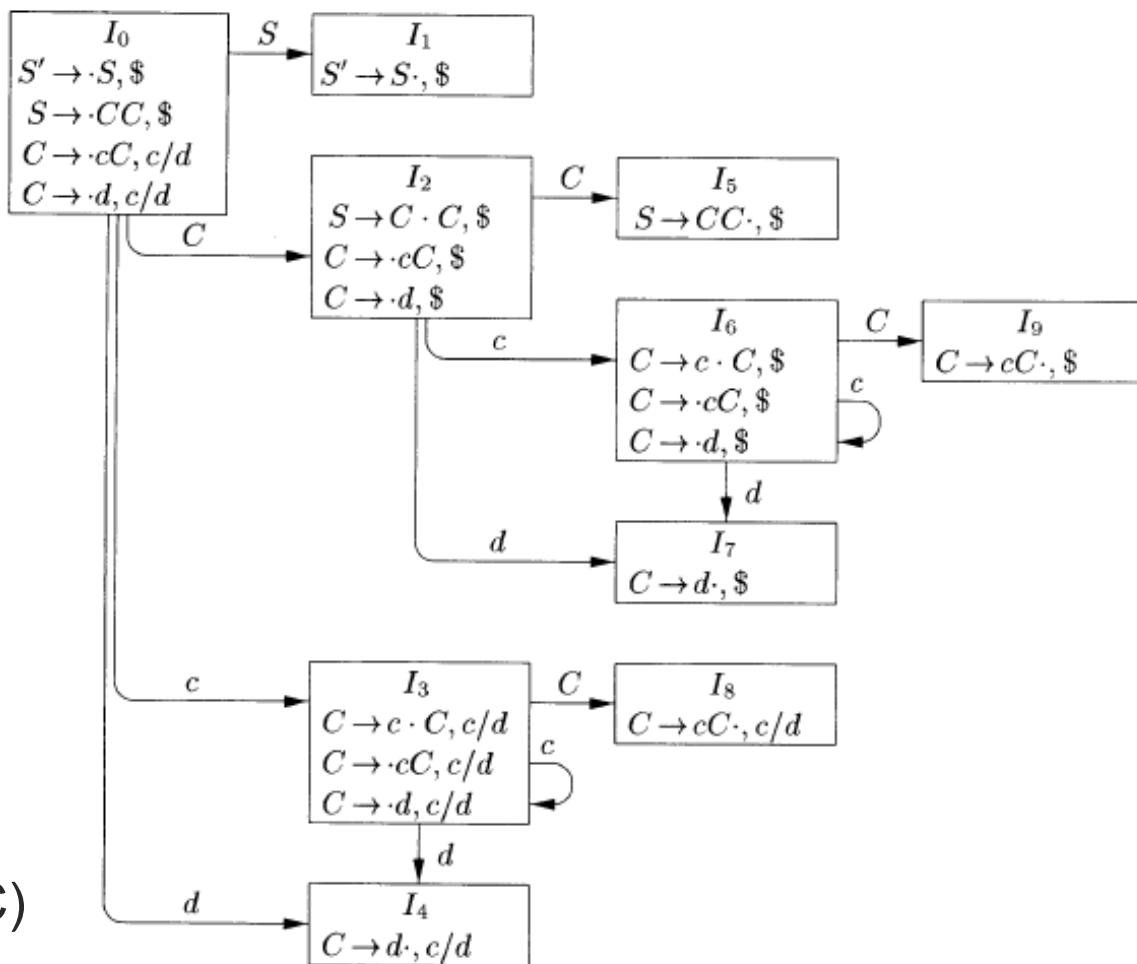 I₀
S' → ·S, $
S → ·CC, $
C → ·cC, c/d
C → ·d, c/d
S
I₁
S' → S·, $
C
I₂
S → C · C, $
C → ·cC, $
C → ·d, $
C
I₅
S → CC·, $
c
I₆
C → c · C, $
C → ·cC, $
C → ·d, $
C
I₉
C → cC·, $
c
d
d
I₇
C → d·, $
c
I₃
C → c · C, c/d
C → ·cC, c/d
C → ·d, c/d
C
I₈
C → cC·, c/d
c
d
d
I₄
C → d·, c/d
)